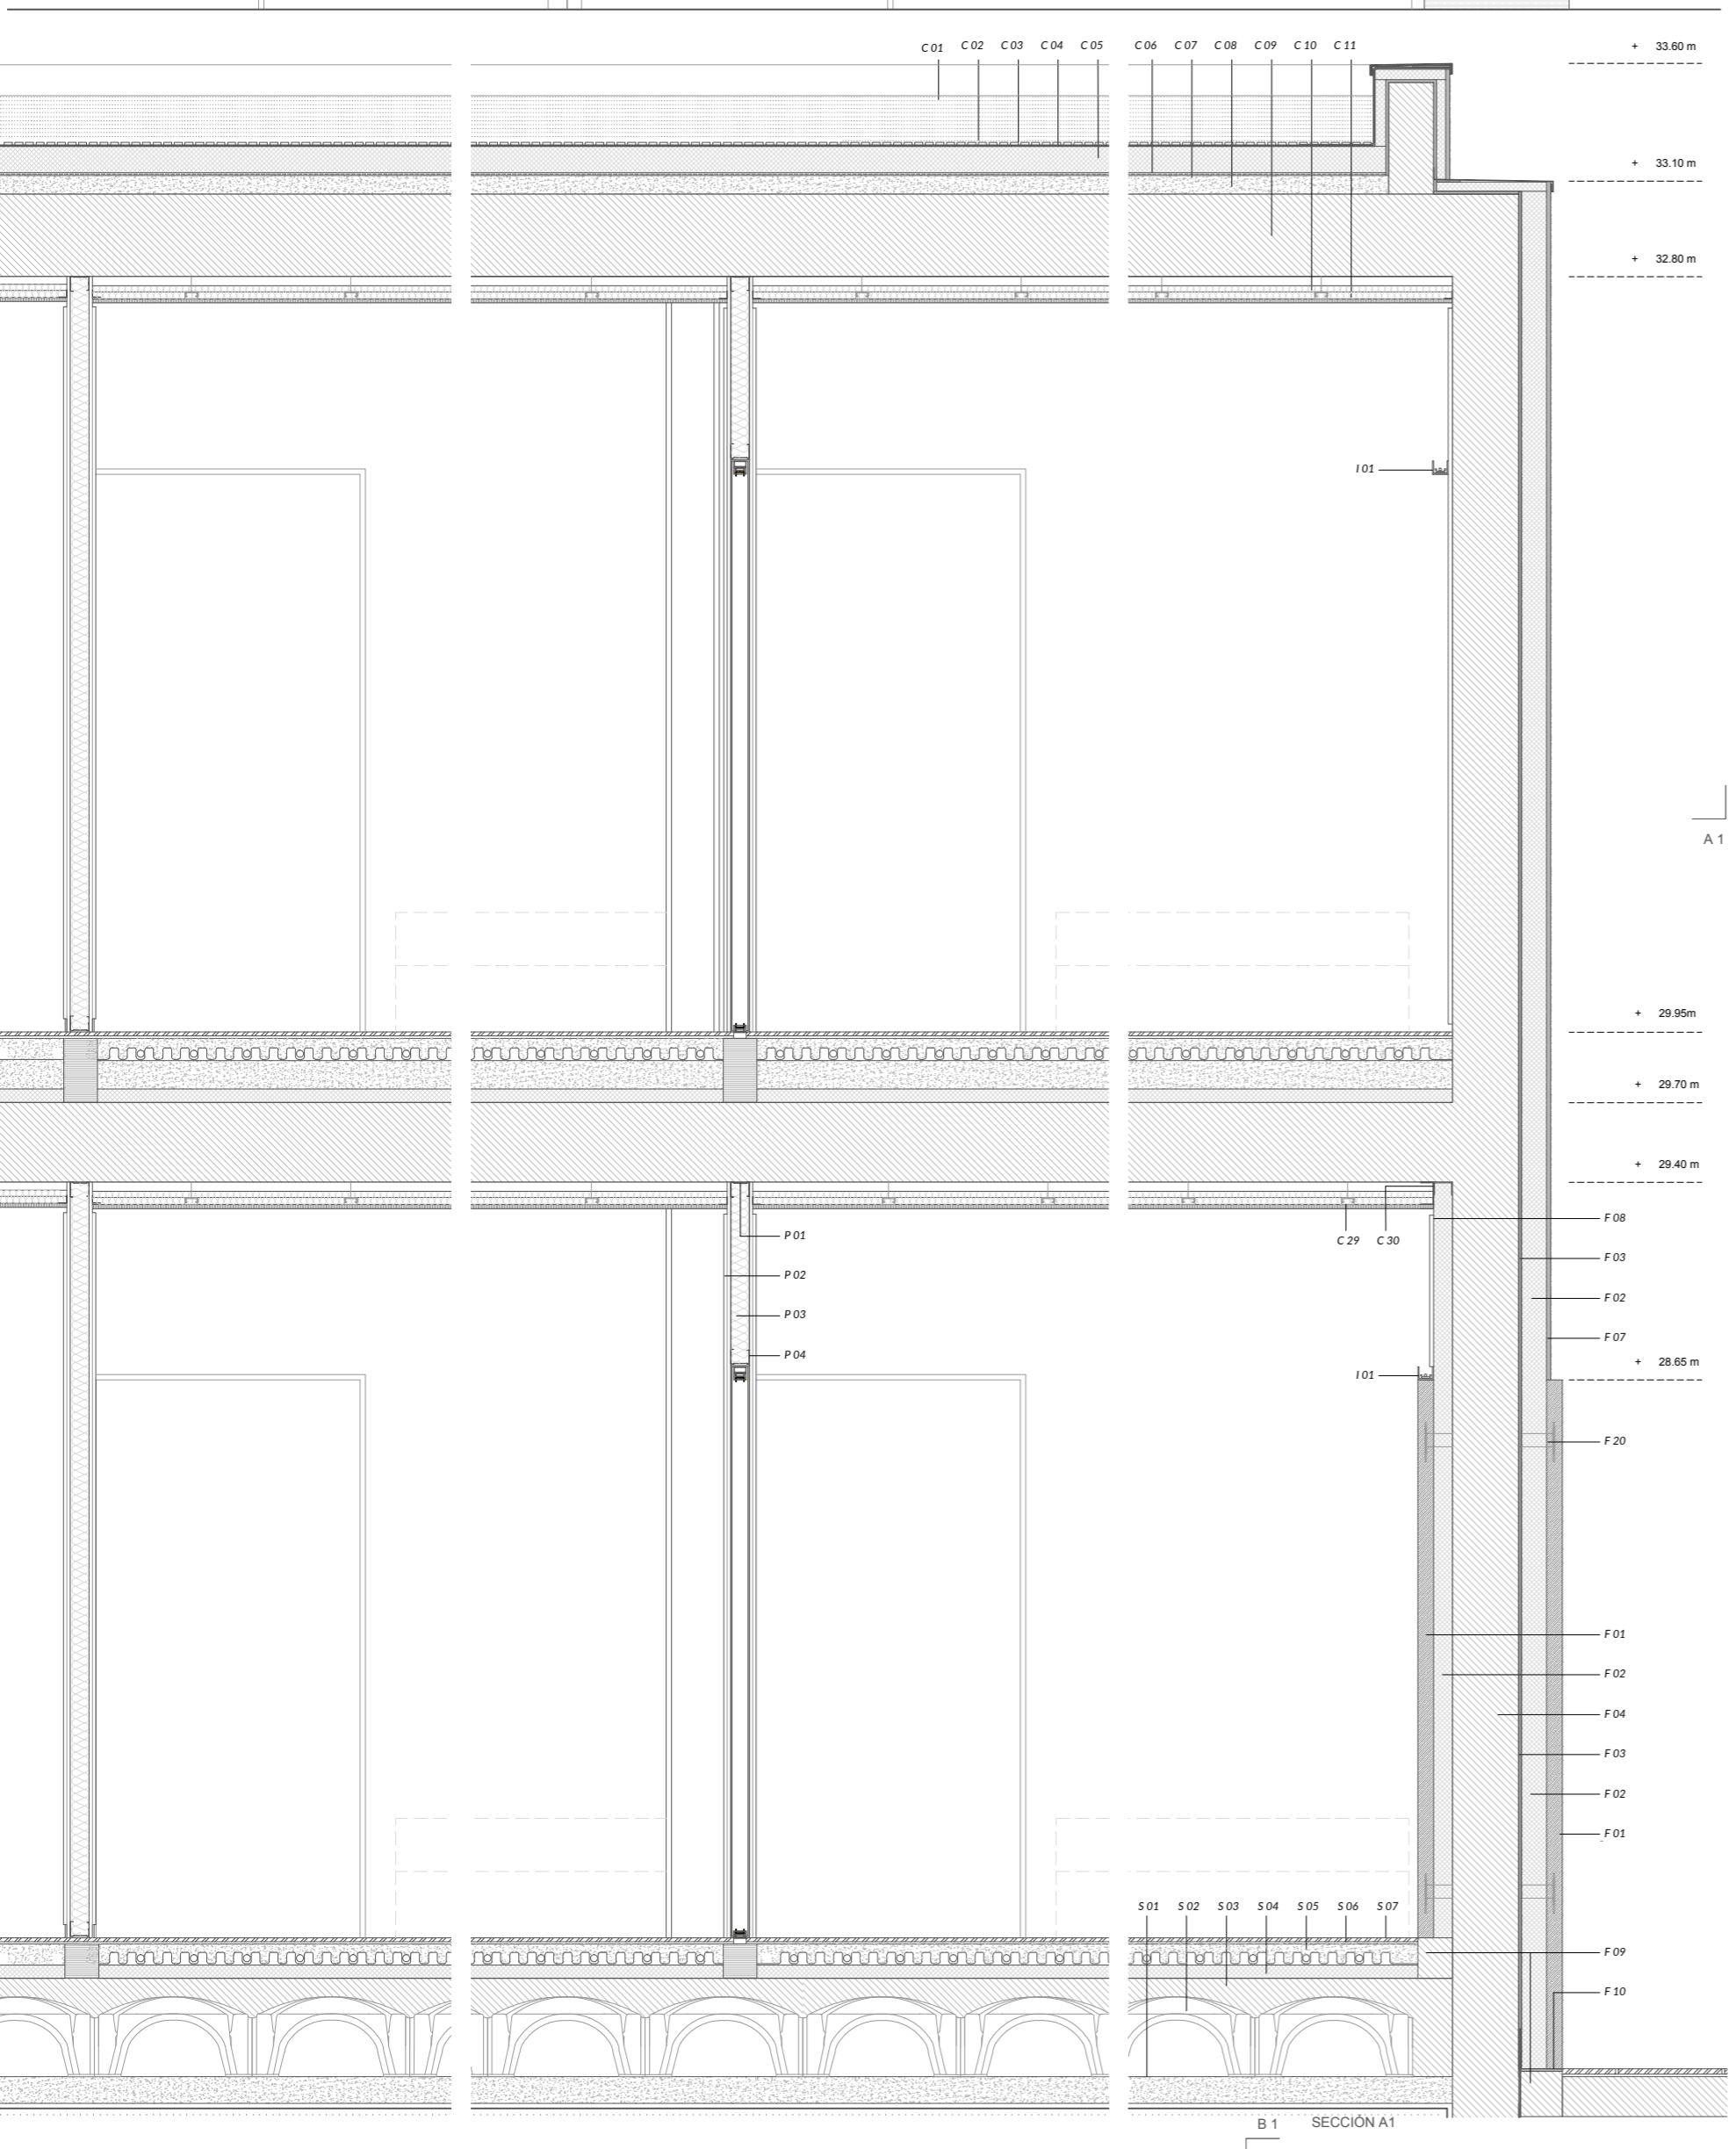 C 01 C 02 C 03 C 04 C 05 C 06 C 07 C 08 C 09 C 10 C 11
+ 33.60 m
+ 33.10 m
+ 32.80 m
I 01
A 1
+ 29.95m
+ 29.70 m
+ 29.40 m
F 08
P 01
C 29 C 30
F 03
P 02
F 02
P 03
F 07
P 04
+ 28.65 m
I 01
F 20
F 01
F 02
F 04
F 03
F 02
F 01
S 01 S 02 S 03 S 04 S 05 S 06 S 07
F 09
F 10
B 1 SECCIÓN A1